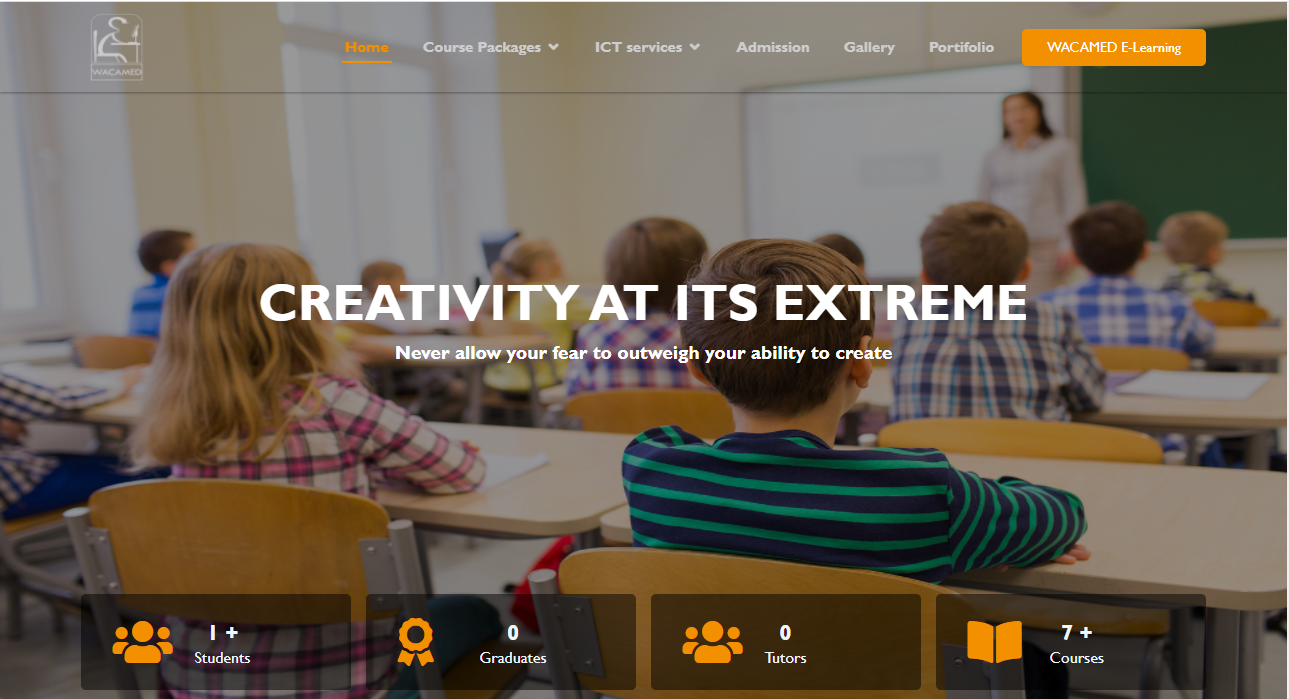 WACAMED
Home
Course Packages
ICT services
Admission
Gallery
Portifolio
WACAMED E-Learning
CREATIVITY AT ITS EXTREME
Never allow your fear to outweigh your ability to create
1 +
Students
0
Graduates
0
Tutors
7 +
Courses